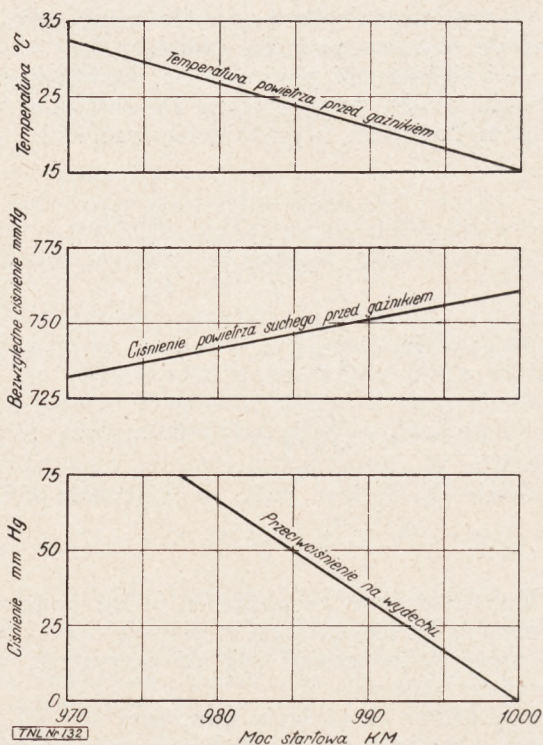 35
25
15
Temperatura °C
Temperatura powietrza przed gaźnikiem
775
750
725
Bezwzględne ciśnienie mmHg
Ciśnienie powietrza suchego przed gaźnikiem
75
50
25
0
Ciśnienie mm Hg
Przeciwciśnienie na wydechu
970 980 990 1000
TNL Nr 132
Moc startowa KM